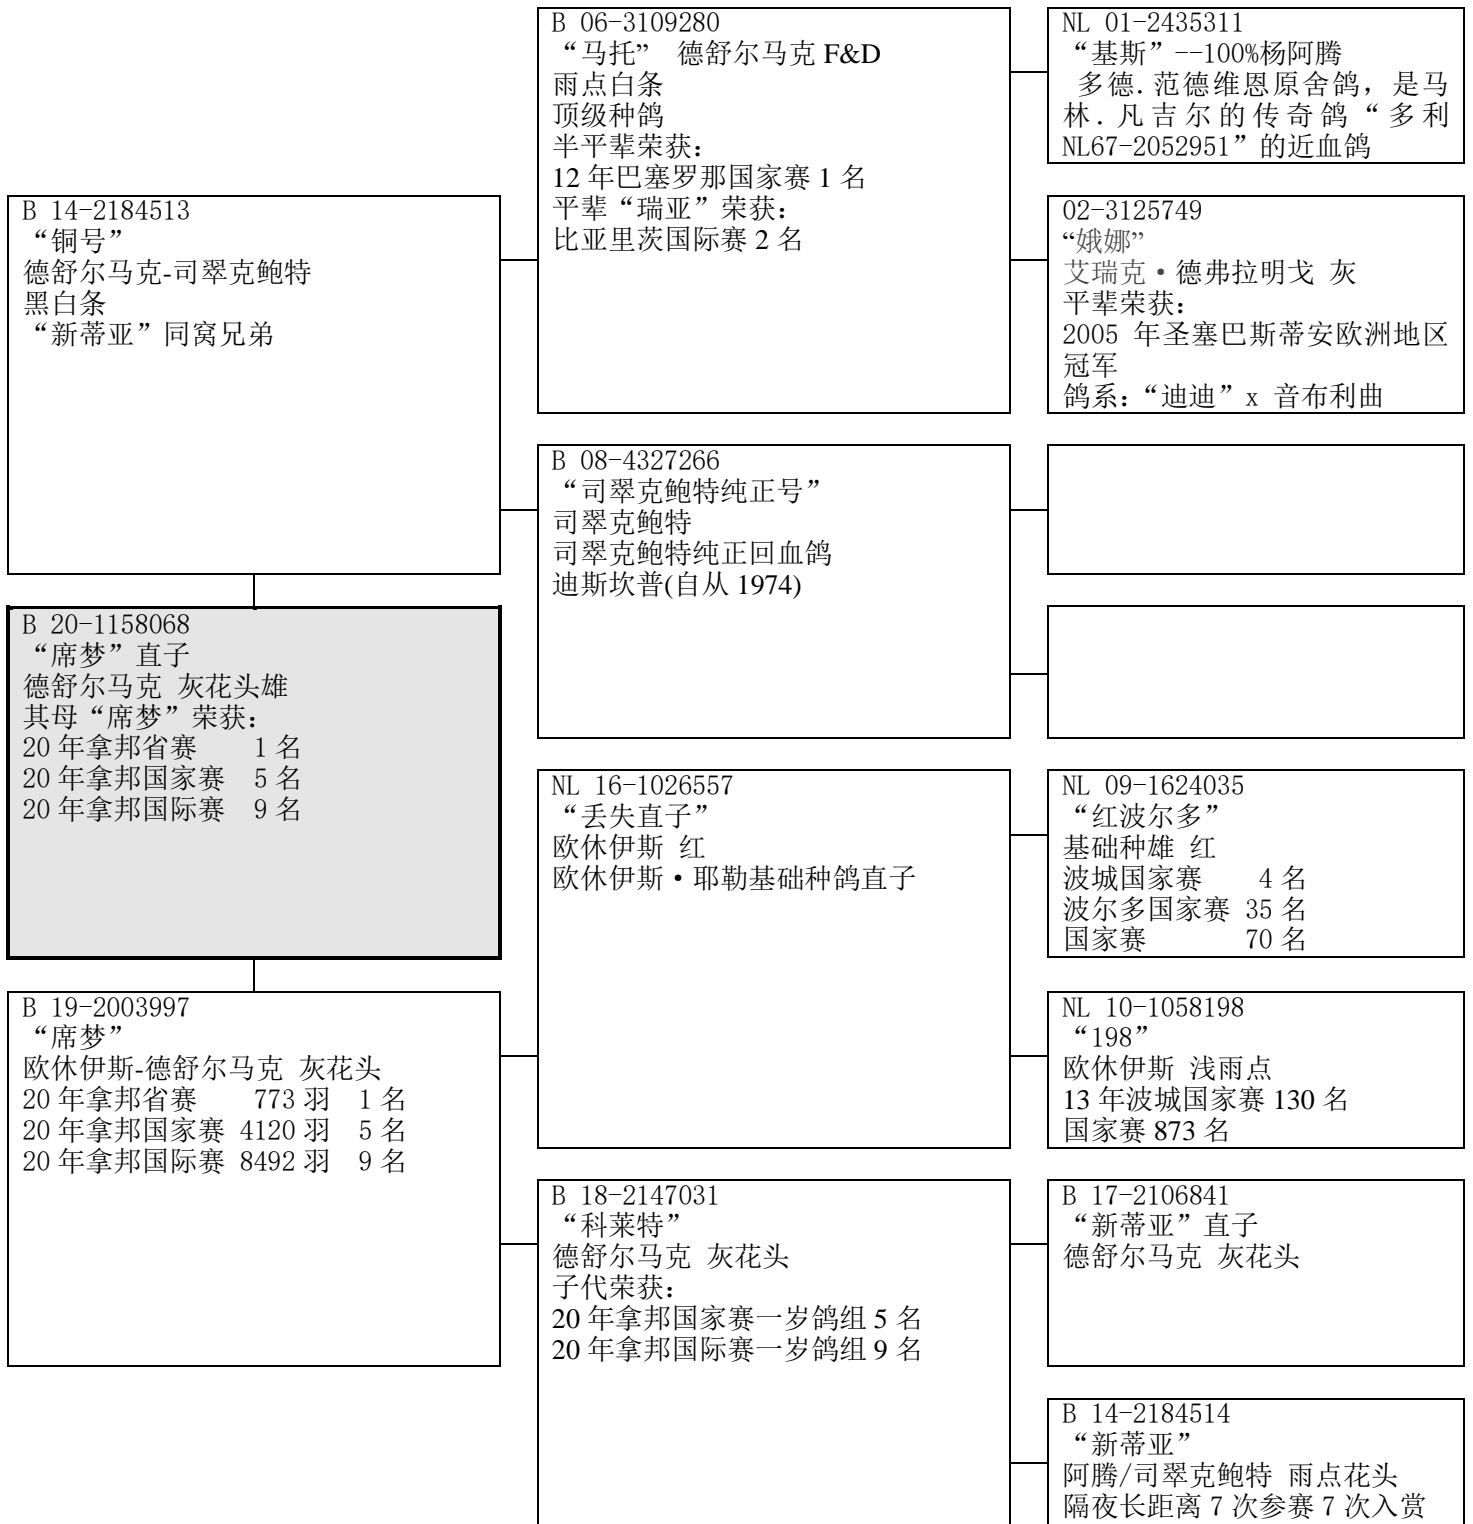 B 06-3109280
“马托”　德舒尔马克 F&D
雨点白条
顶级种鸽
半平辈荣获：
12 年巴塞罗那国家赛 1 名
平辈“瑞亚”荣获：
比亚里茨国际赛 2 名
NL 01-2435311
“基斯”--100%杨阿腾
多德.范德维恩原舍鸽，是马
林.凡吉尔的传奇鸽“多利
NL67-2052951”的近血鸽
B 14-2184513
“铜号”
德舒尔马克-司翠克鲍特
黑白条
“新蒂亚”同窝兄弟
02-3125749
“娥娜”
艾瑞克•德弗拉明戈 灰
平辈荣获：
2005 年圣塞巴斯蒂安欧洲地区
冠军
鸽系：“迪迪”x 音布利曲
B 08-4327266
“司翠克鲍特纯正号”
司翠克鲍特
司翠克鲍特纯正回血鸽
迪斯坎普(自从 1974)
B 20-1158068
“席梦”直子
德舒尔马克 灰花头雄
其母“席梦”荣获：
20 年拿邦省赛　　1 名
20 年拿邦国家赛　5 名
20 年拿邦国际赛　9 名
NL 16-1026557
“丢失直子”
欧休伊斯 红
欧休伊斯•耶勒基础种鸽直子
NL 09-1624035
“红波尔多”
基础种雄 红
波城国家赛　　4 名
波尔多国家赛 35 名
国家赛　　　 70 名
B 19-2003997
“席梦”
欧休伊斯-德舒尔马克 灰花头
20 年拿邦省赛　　773 羽　1 名
20 年拿邦国家赛 4120 羽　5 名
20 年拿邦国际赛 8492 羽　9 名
NL 10-1058198
“198”
欧休伊斯 浅雨点
13 年波城国家赛 130 名
国家赛 873 名
B 18-2147031
“科莱特”
德舒尔马克 灰花头
子代荣获：
20 年拿邦国家赛一岁鸽组 5 名
20 年拿邦国际赛一岁鸽组 9 名
B 17-2106841
“新蒂亚”直子
德舒尔马克 灰花头
B 14-2184514
“新蒂亚”
阿腾/司翠克鲍特 雨点花头
隔夜长距离 7 次参赛 7 次入赏